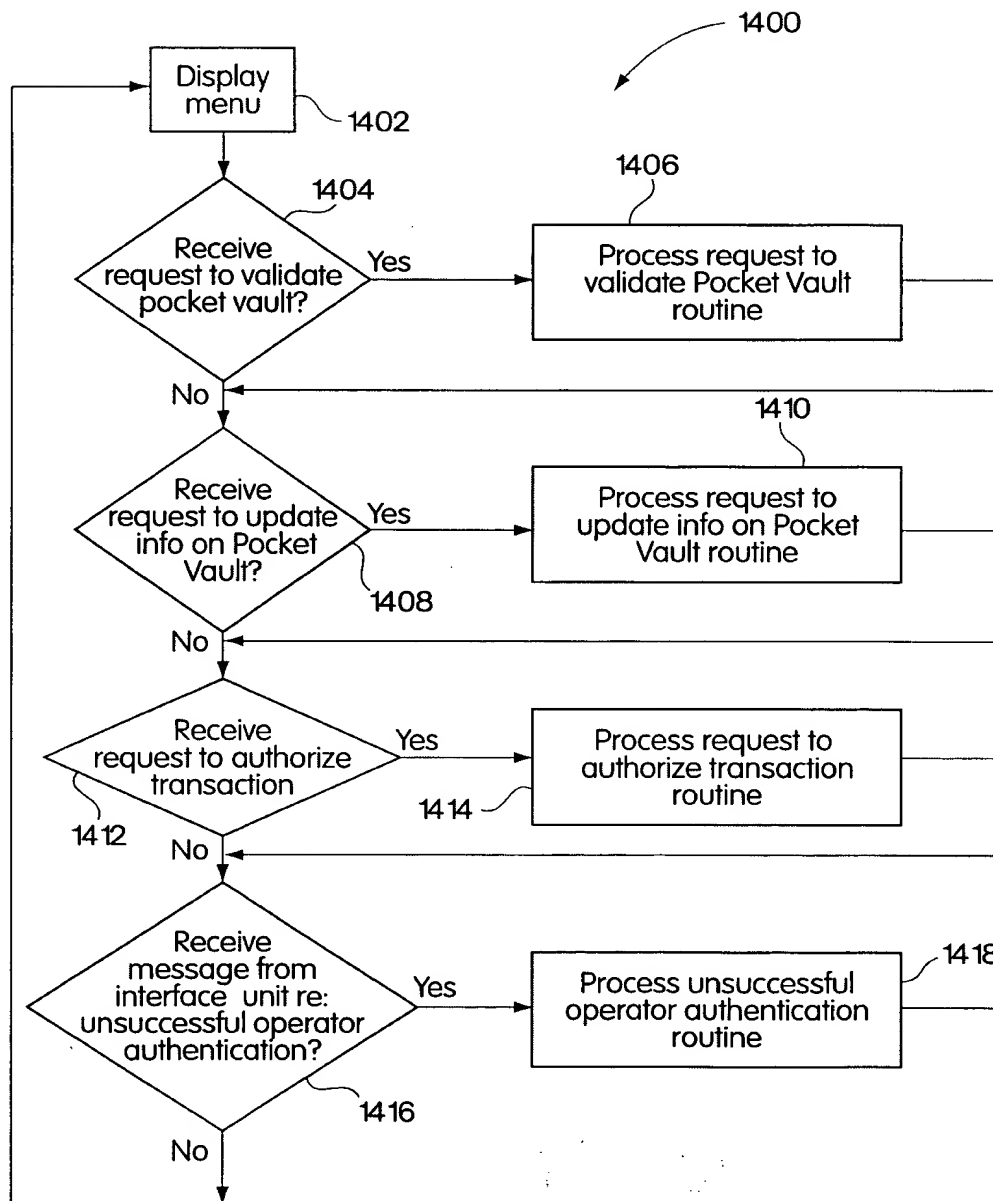 1400
Display
menu
1402
1404
Receive
request to validate
pocket vault?
Yes
1406
Process request to
validate Pocket Vault
routine
No
1410
Receive
request to update
info on Pocket
Vault?
Yes
1408
Process request to
update info on Pocket
Vault routine
No
Receive
request to authorize
transaction
Yes
1412
Process request to
authorize transaction
routine
1414
No
Receive
message from
interface unit re:
unsuccessful operator
authentication?
Yes
1416
1418
Process unsuccessful
operator authentication
routine
No